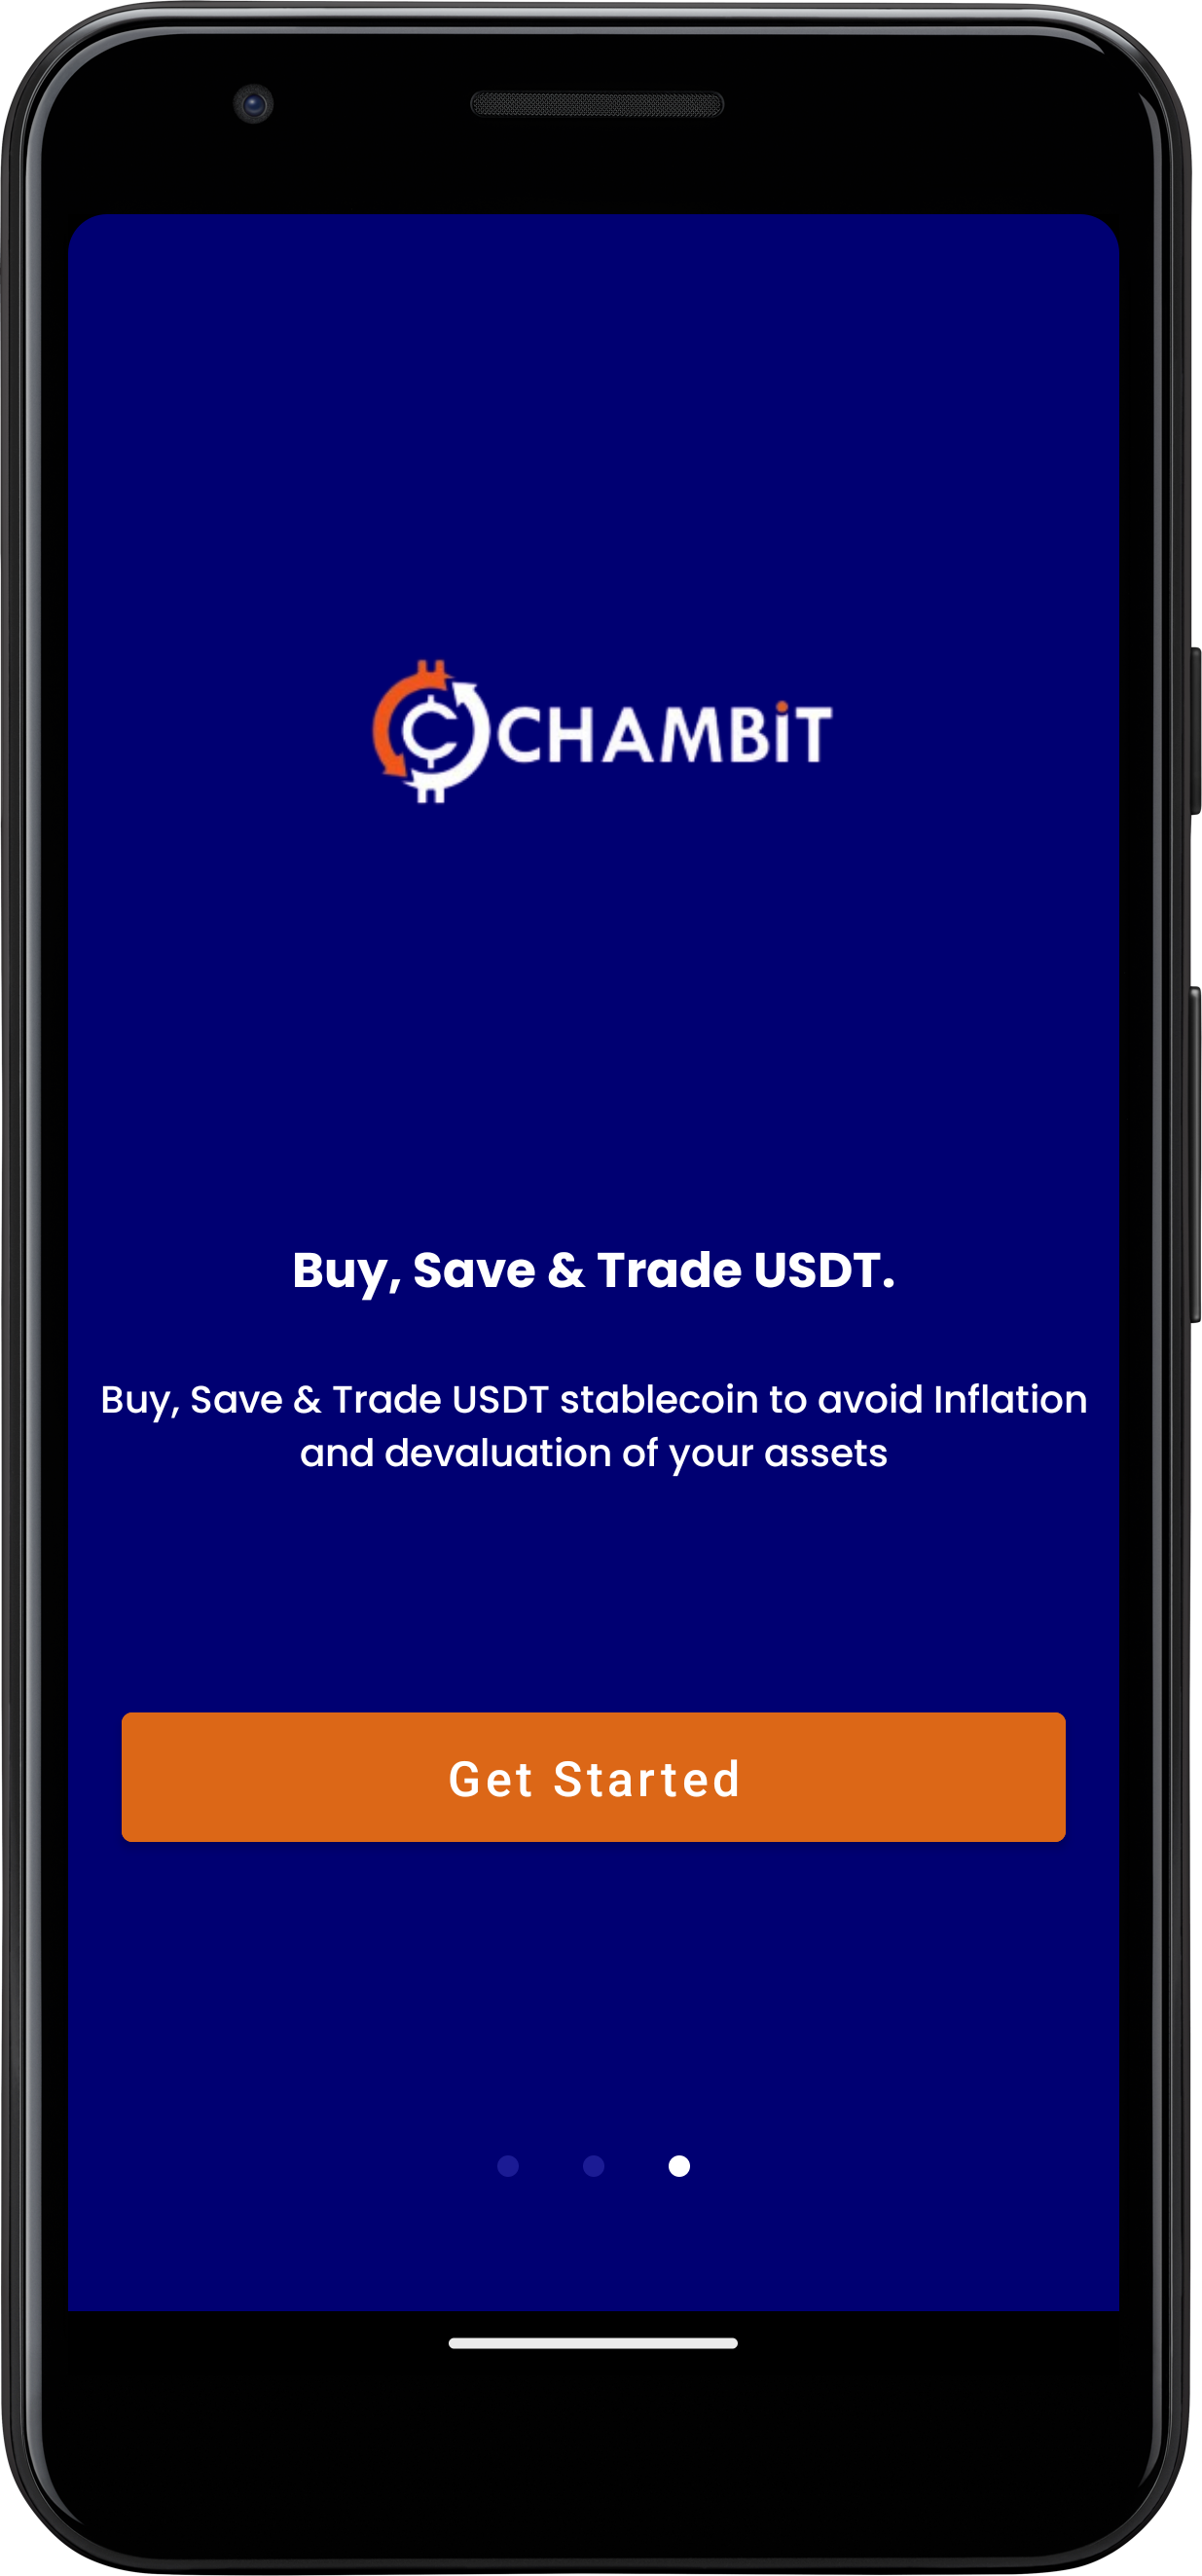 CHAMBiT
Buy, Save & Trade USDT.
Buy, Save & Trade USDT stablecoin to avoid Inflation
and devaluation of your assets
Get Started